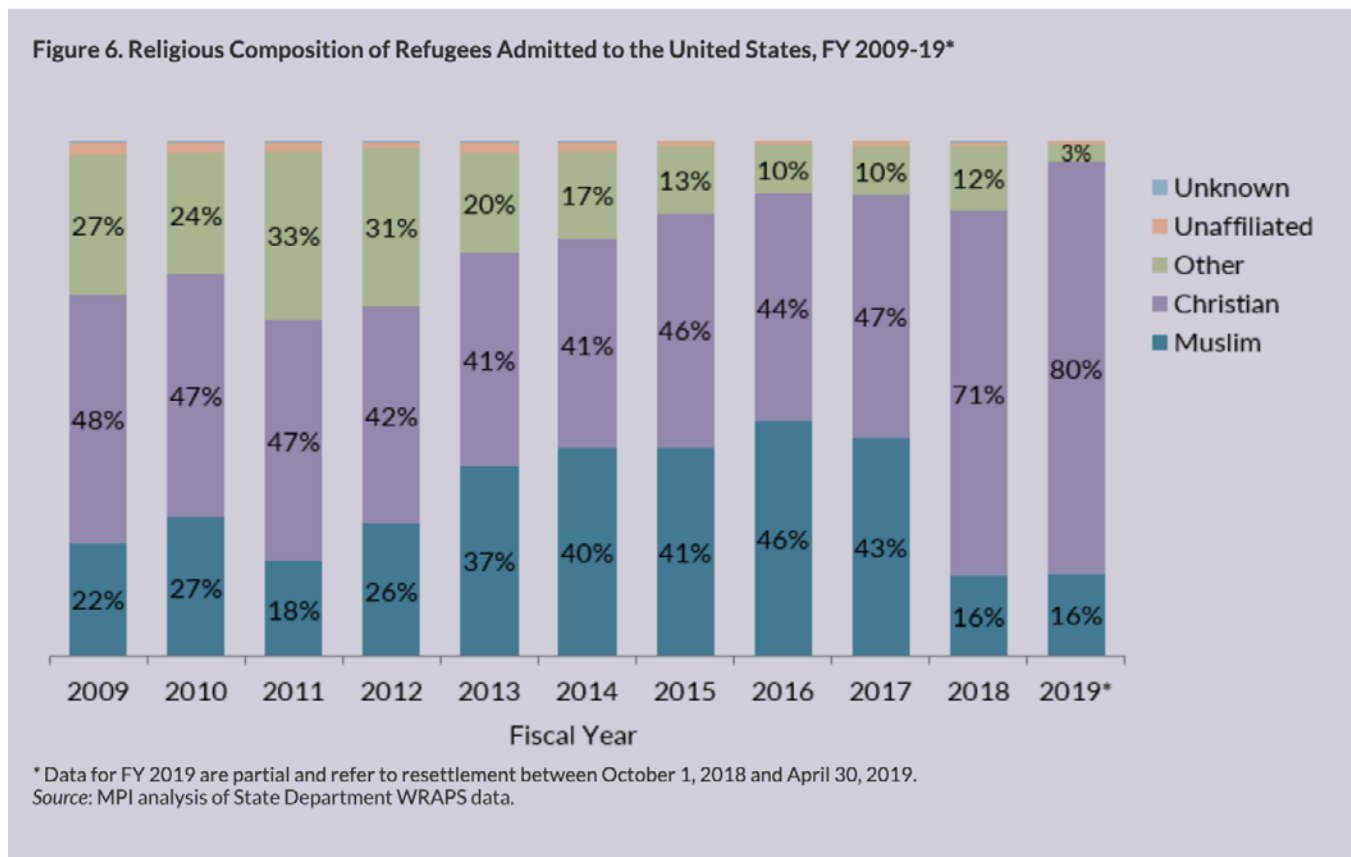 Figure 6. Religious Composition of Refugees Admitted to the United States, FY 2009-19*
27% 24% 33% 31% 20% 17% 13% 10% 10% 12% 3%
48% 47% 47% 42% 41% 41% 46% 44% 47% 71% 80%
22% 27% 18% 26% 37% 40% 41% 46% 43% 16% 16%
2009 2010 2011 2012 2013 2014 2015 2016 2017 2018 2019*
Fiscal Year
Unknown
Unaffiliated
Other
Christian
Muslim
* Data for FY 2019 are partial and refer to resettlement between October 1, 2018 and April 30, 2019.
Source: MPI analysis of State Department WRAPS data.